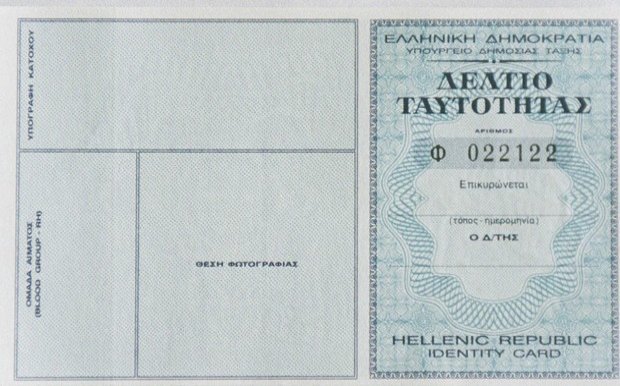 ΥΠΟΓΡΑΦΗ ΚΑΤΟΧΟΥ
ΟΜΑΔΑ ΑΙΜΑΤΟΣ
(BLOOD GROUP - RH)
ΘΕΣΗ ΦΩΤΟΓΡΑΦΙΑΣ
ΕΛΛΗΝΙΚΗ ΔΗΜΟΚΡΑΤΙΑ
ΥΠΟΥΡΓΕΙΟ ΔΗΜΟΣΙΑΣ ΤΑΞΗΣ
ΔΕΛΤΙΟ
ΤΑΥΤΟΤΗΤΑΣ
ΑΡΙΘΜΟΣ
Φ 022122
Επικυρώνεται
(τόπος - ημερομηνία)
Ο Δ/ΤΗΣ
HELLENIC REPUBLIC
IDENTITY CARD